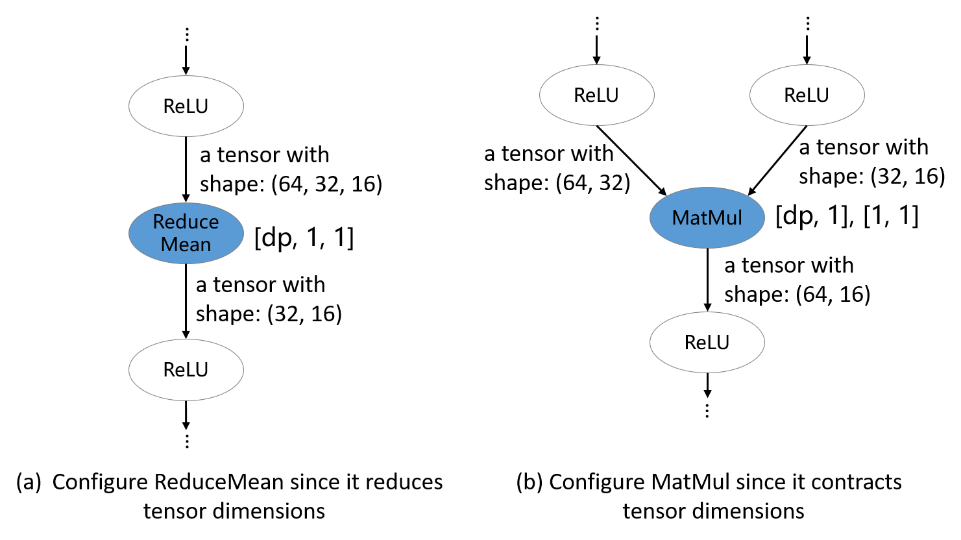 ...
ReLU
a tensor with
shape: (64, 32, 16)
Reduce
Mean
[dp, 1, 1]
a tensor with
shape: (32, 16)
ReLU
...
(a) Configure ReduceMean since it reduces
tensor dimensions
...
...
ReLU
ReLU
a tensor with
shape: (64, 32)
a tensor with
shape: (32, 16)
MatMul
[dp, 1], [1, 1]
a tensor with
shape: (64, 16)
ReLU
...
(b) Configure MatMul since it contracts
tensor dimensions